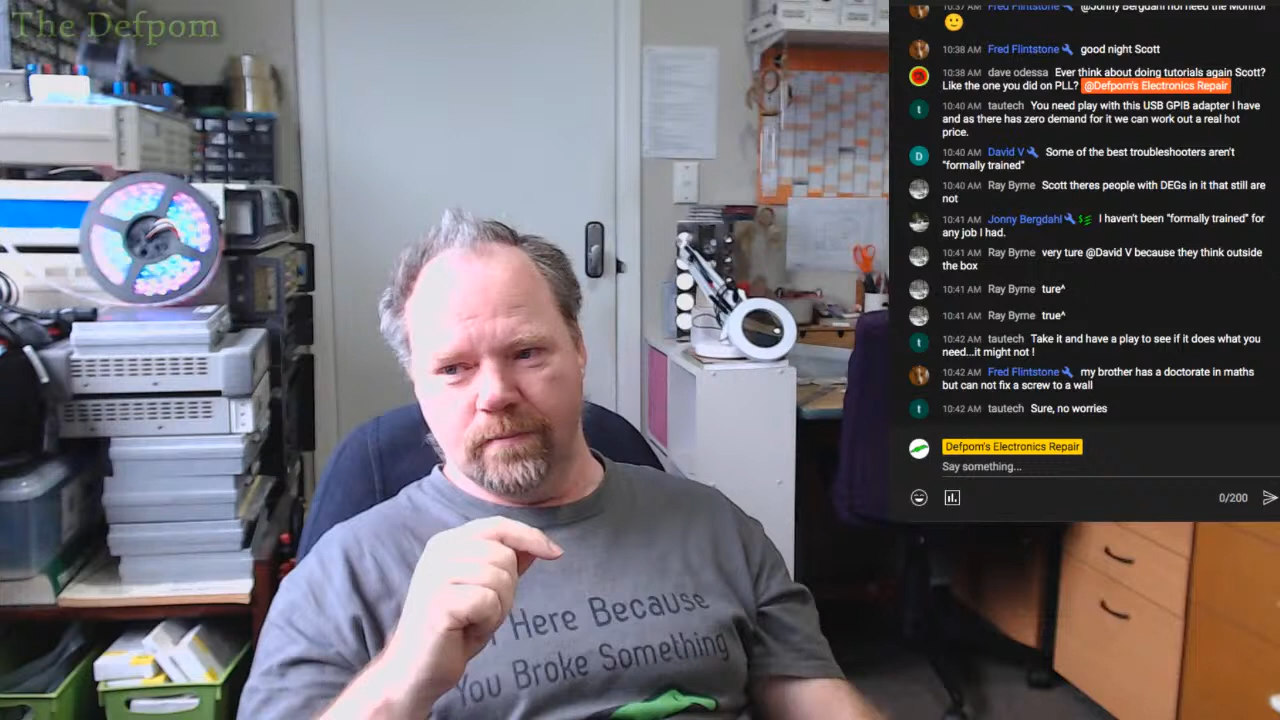 The Defpom
10:37 AM Fred Flintstone @Jonny Bergdahl hol need the Monitor
10:38 AM Fred Flintstone good night Scott
10:38 AM dave odessa Ever think about doing tutorials again Scott?
Like the one you did on PLL? @Defpom's Electronics Repair
t 10:40 AM tautech You need play with this USB GPIB adapter I have
and as there has zero demand for it we can work out a real hot
price.
D 10:40 AM David V Some of the best troubleshooters aren't
"formally trained"
10:40 AM Ray Byrne Scott theres people with DEGs in it that still are
not
10:41 AM Jonny Bergdahl I haven't been "formally trained" for
any job I had.
10:41 AM Ray Byrne very ture @David V because they think outside
the box
10:41 AM Ray Byrne ture^
10:41 AM Ray Byrne true^
t 10:42 AM tautech Take it and have a play to see if it does what you
need...it might not !
10:42 AM Fred Flintstone my brother has a doctorate in maths
but can not fix a screw to a wall
t 10:42 AM tautech Sure, no worries
Defpom's Electronics Repair
Say something...
0/200
Here Because
You Broke Something